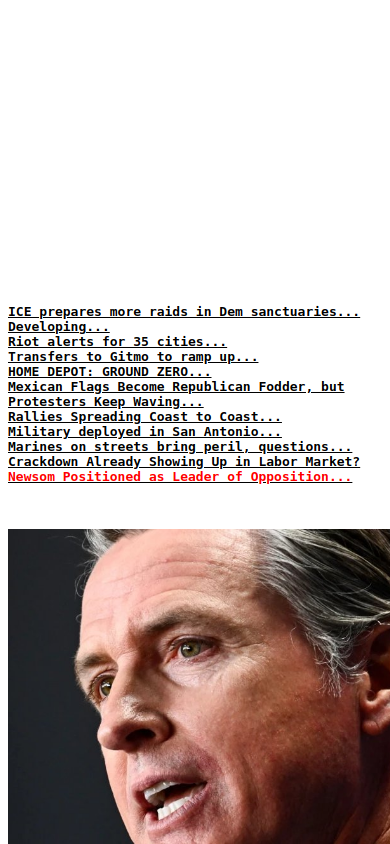 ICE prepares more raids in Dem sanctuaries...
Developing...
Riot alerts for 35 cities...
Transfers to Gitmo to ramp up...
HOME DEPOT: GROUND ZERO...
Mexican Flags Become Republican Fodder, but
Protesters Keep Waving...
Rallies Spreading Coast to Coast...
Military deployed in San Antonio...
Marines on streets bring peril, questions...
Crackdown Already Showing Up in Labor Market?
Newsom Positioned as Leader of Opposition...